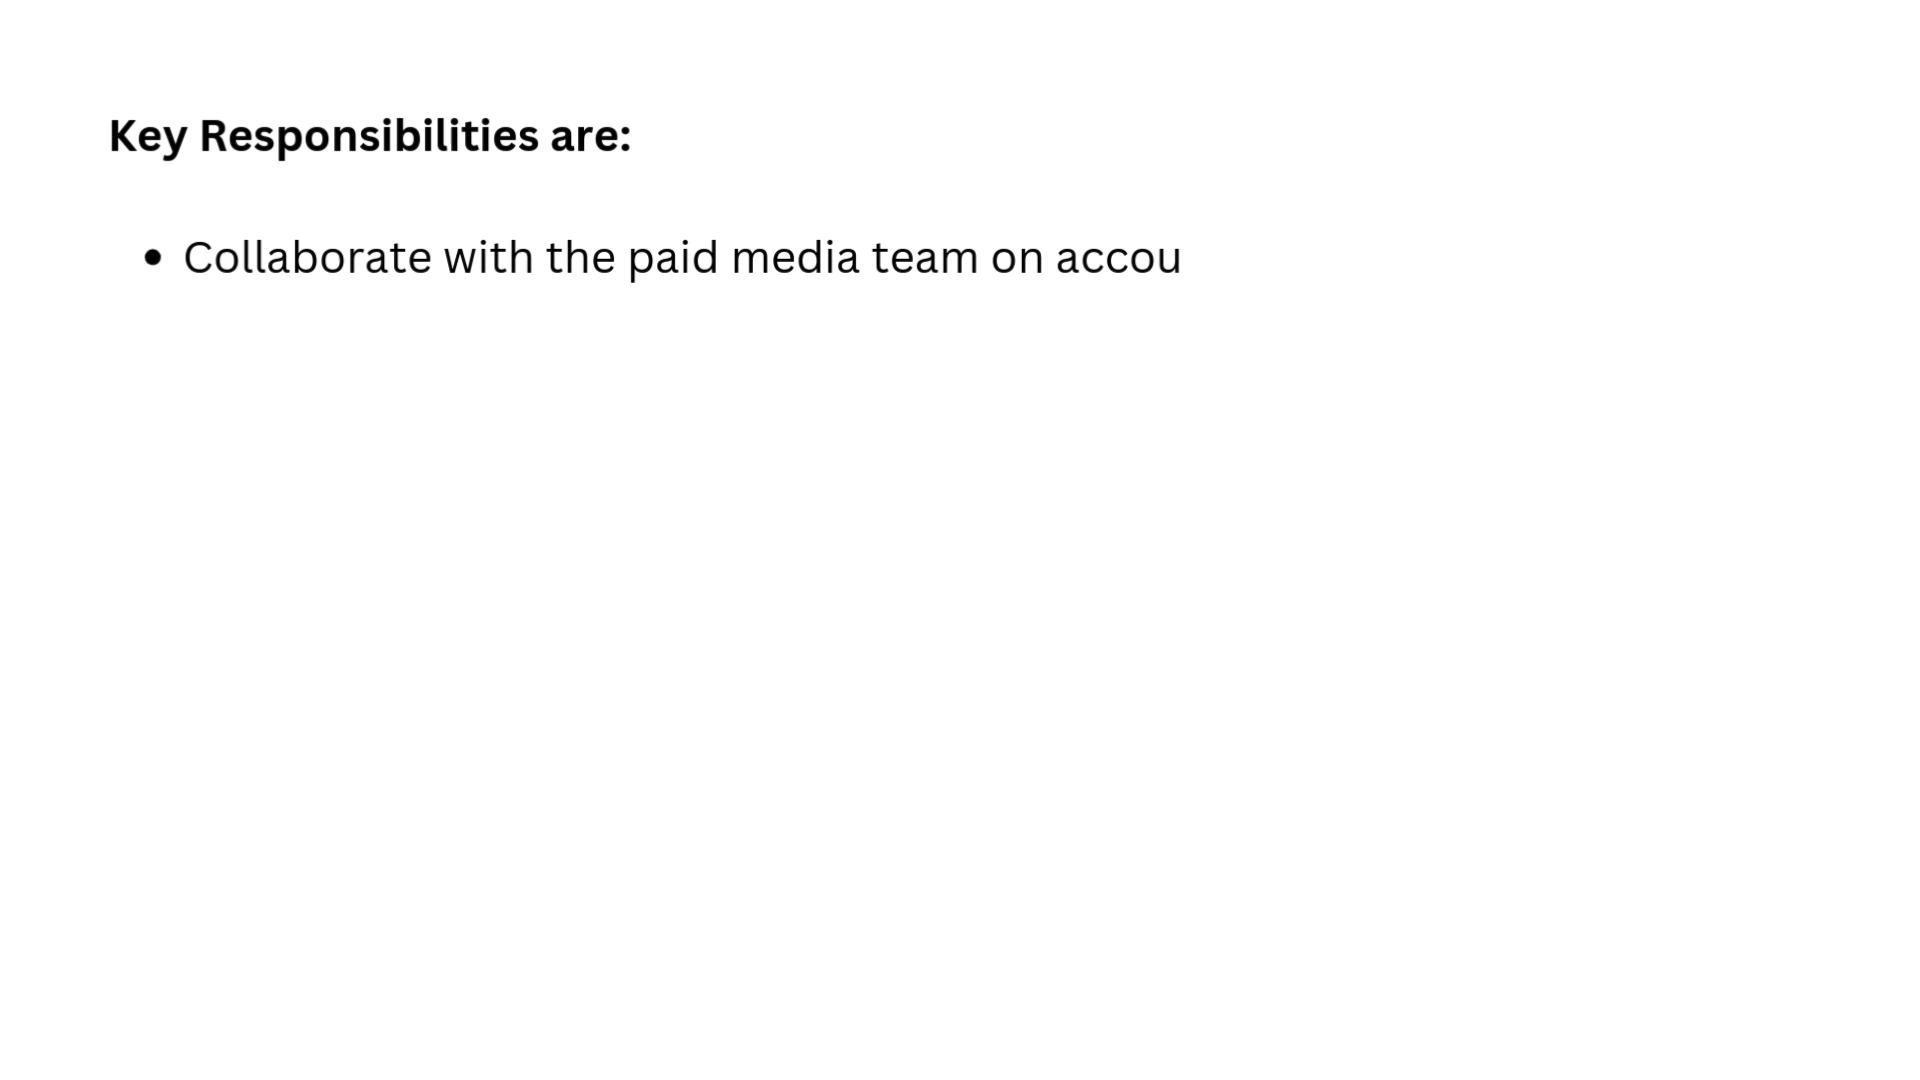 Key Responsibilities are:
• Collaborate with the paid media team on accou